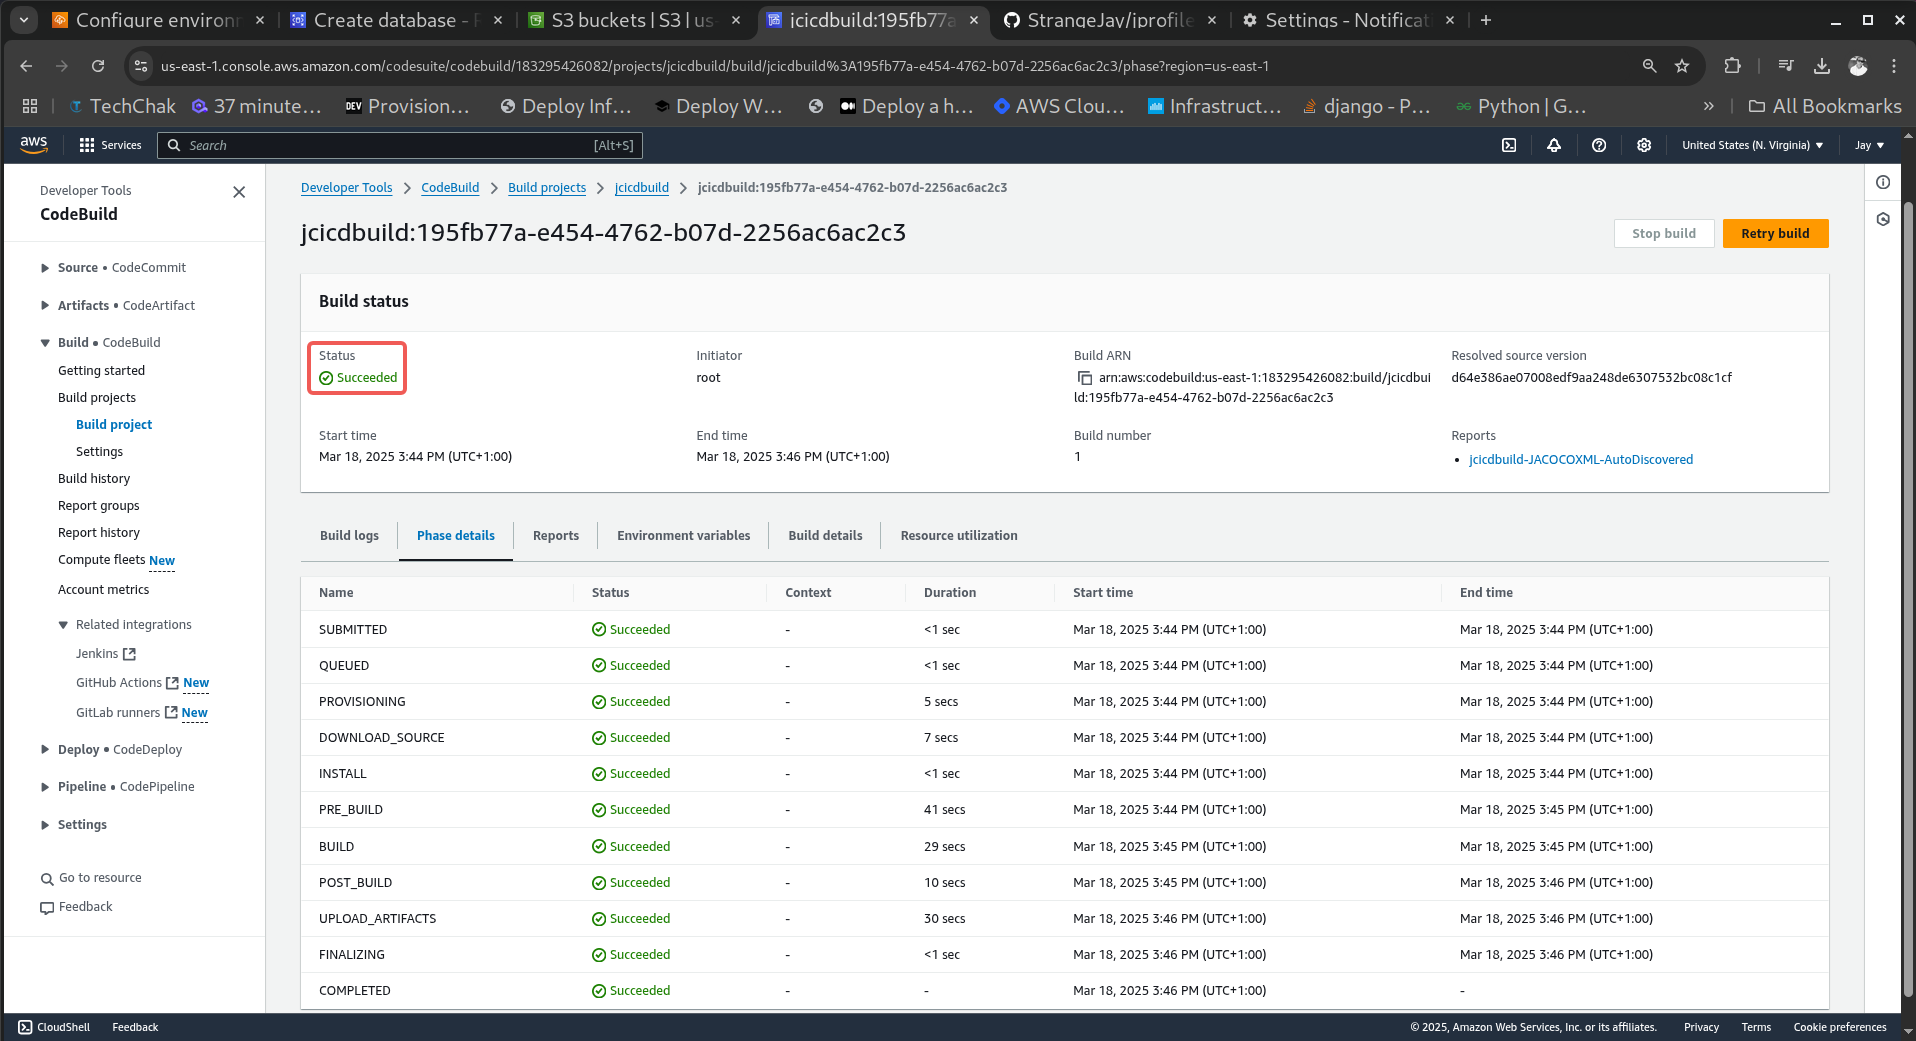 Configure environ
Create database - R
S3 buckets | S3 | us-
jcicdbuild:195fb77a
StrangeJay/jprofile
Settings - Notificat
us-east-1.console.aws.amazon.com/codesuite/codebuild/183295426082/projects/jcicdbuild/build/jcicdbuild%3A195fb77a-e454-4762-b07d-2256ac6ac2c3/phase?region=us-east-1
TechChak
37 minute...
DEV Provision...
Deploy Inf...
Deploy W...
Deploy a h...
AWS Clou...
Infrastruct...
django - P...
Python | G...
» All Bookmarks
aws Services Search [Alt+S] United States (N. Virginia) Jay
Developer Tools
CodeBuild
Source • CodeCommit
Artifacts • CodeArtifact
Build • CodeBuild
Getting started
Build projects
Build project
Settings
Build history
Report groups
Report history
Compute fleets New
Account metrics
Related integrations
Jenkins
GitHub Actions New
GitLab runners New
Deploy • CodeDeploy
Pipeline • CodePipeline
Settings
Go to resource
Feedback
Developer Tools > CodeBuild > Build projects > jcicdbuild > jcicdbuild:195fb77a-e454-4762-b07d-2256ac6ac2c3
jcicdbuild:195fb77a-e454-4762-b07d-2256ac6ac2c3
Stop build Retry build
Build status
Status
Succeeded
Initiator
root
Build ARN
arn:aws:codebuild:us-east-1:183295426082:build/jcicdbui
ld:195fb77a-e454-4762-b07d-2256ac6ac2c3
Resolved source version
d64e386ae07008edf9aa248de6307532bc08c1cf
Start time
Mar 18, 2025 3:44 PM (UTC+1:00)
End time
Mar 18, 2025 3:46 PM (UTC+1:00)
Build number
1
Reports
• jcicdbuild-JACOCOXML-AutoDiscovered
Build logs Phase details Reports Environment variables Build details Resource utilization
Name Status Context Duration Start time End time
SUBMITTED Succeeded - <1 sec Mar 18, 2025 3:44 PM (UTC+1:00) Mar 18, 2025 3:44 PM (UTC+1:00)
QUEUED Succeeded - <1 sec Mar 18, 2025 3:44 PM (UTC+1:00) Mar 18, 2025 3:44 PM (UTC+1:00)
PROVISIONING Succeeded - 5 secs Mar 18, 2025 3:44 PM (UTC+1:00) Mar 18, 2025 3:44 PM (UTC+1:00)
DOWNLOAD_SOURCE Succeeded - 7 secs Mar 18, 2025 3:44 PM (UTC+1:00) Mar 18, 2025 3:44 PM (UTC+1:00)
INSTALL Succeeded - <1 sec Mar 18, 2025 3:44 PM (UTC+1:00) Mar 18, 2025 3:44 PM (UTC+1:00)
PRE_BUILD Succeeded - 41 secs Mar 18, 2025 3:44 PM (UTC+1:00) Mar 18, 2025 3:45 PM (UTC+1:00)
BUILD Succeeded - 29 secs Mar 18, 2025 3:45 PM (UTC+1:00) Mar 18, 2025 3:45 PM (UTC+1:00)
POST_BUILD Succeeded - 10 secs Mar 18, 2025 3:45 PM (UTC+1:00) Mar 18, 2025 3:46 PM (UTC+1:00)
UPLOAD_ARTIFACTS Succeeded - 30 secs Mar 18, 2025 3:46 PM (UTC+1:00) Mar 18, 2025 3:46 PM (UTC+1:00)
FINALIZING Succeeded - <1 sec Mar 18, 2025 3:46 PM (UTC+1:00) Mar 18, 2025 3:46 PM (UTC+1:00)
COMPLETED Succeeded - - Mar 18, 2025 3:46 PM (UTC+1:00) -
CloudShell Feedback © 2025, Amazon Web Services, Inc. or its affiliates. Privacy Terms Cookie preferences